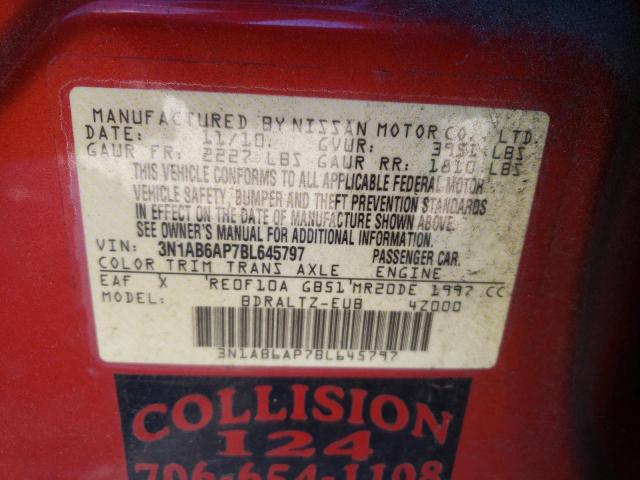 MANUFACTURED BY NISSAN MOTOR CO., LTD.
DATE: 11/10 GVWR: 3951 LBS
GAWR FR: 2227 LBS GAWR RR: 1810 LBS
THIS VEHICLE CONFORMS TO ALL APPLICABLE FEDERAL MOTOR
VEHICLE SAFETY, BUMPER AND THEFT PREVENTION STANDARDS
IN EFFECT ON THE DATE OF MANUFACTURE SHOWN ABOVE.
SEE OWNER'S MANUAL FOR ADDITIONAL INFORMATION.
VIN: 3N1AB6AP7BL645797 PASSENGER CAR.
COLOR TRIM TRANS AXLE ENGINE
EAF X RE0F10A GB51 MR20DE 1997 CC
MODEL: BDRALTZ-EUB 4Z000
3N1AB6AP7BL645797
COLLISION
124
706-654-1108